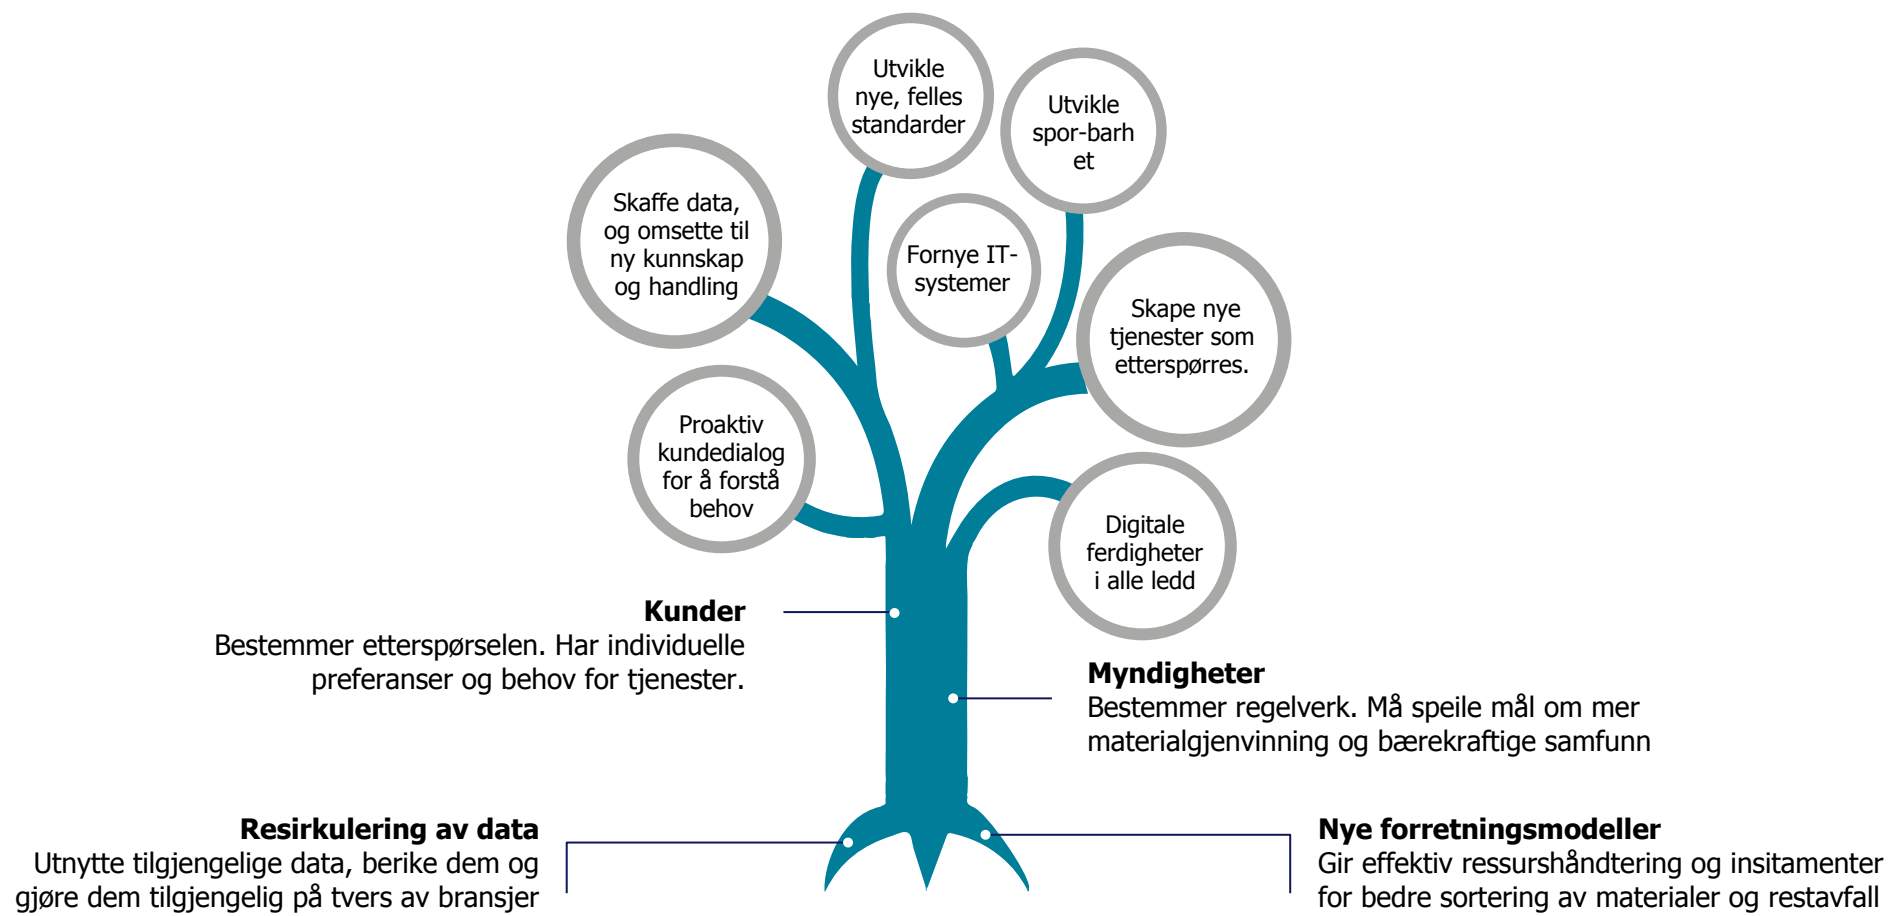 Utvikle
nye, felles
standarder
Utvikle
spor-barh
et
Skaffe data,
og omsette til
ny kunnskap
og handling
Fornye IT-
systemer
Skape nye
tjenester som
etterspørres.
Proaktiv
kundedialog
for å forstå
behov
Digitale
ferdigheter
i alle ledd
Kunder
Bestemmer etterspørselen. Har individuelle
preferanser og behov for tjenester.
Myndigheter
Bestemmer regelverk. Må speile mål om mer
materialgjenvinning og bærekraftige samfunn
Resirkulering av data
Utnytte tilgjengelige data, berike dem og
gjøre dem tilgjengelig på tvers av bransjer
Nye forretningsmodeller
Gir effektiv ressurshåndtering og insitamenter
for bedre sortering av materialer og restavfall